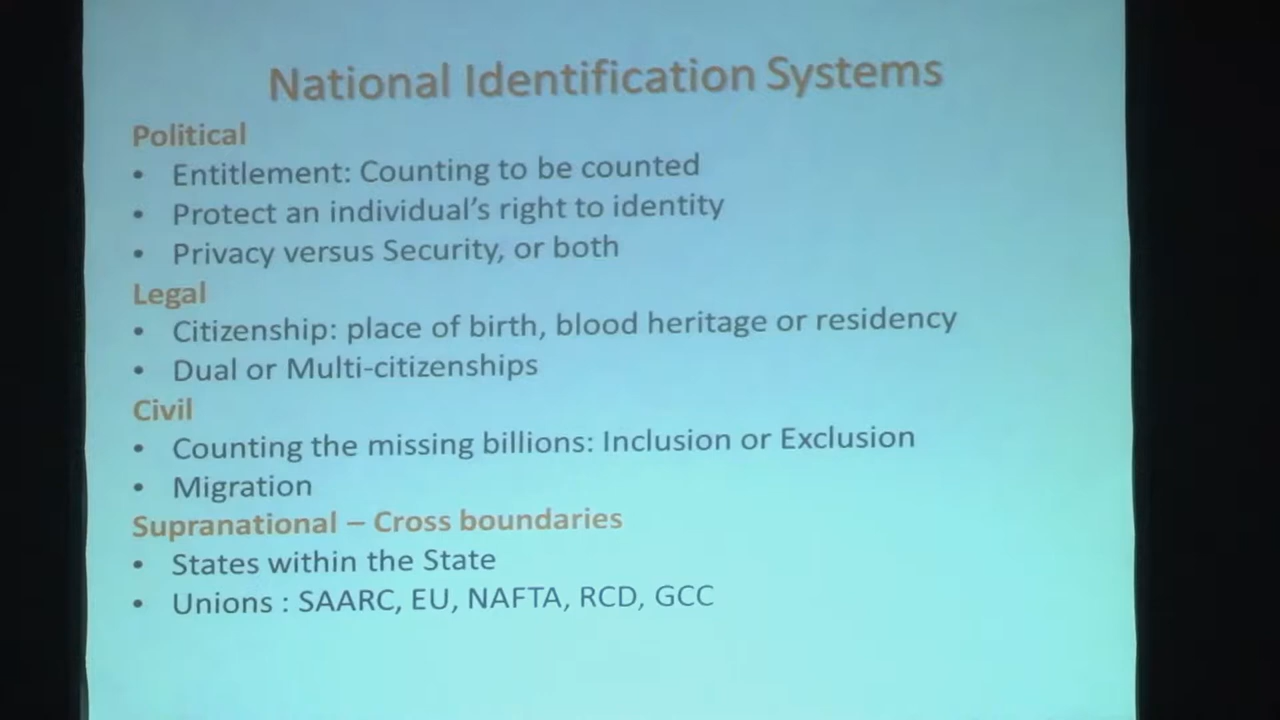 National Identification Systems
Political
• Entitlement: Counting to be counted
• Protect an individual's right to identity
• Privacy versus Security, or both
Legal
• Citizenship: place of birth, blood heritage or residency
• Dual or Multi-citizenships
Civil
• Counting the missing billions: Inclusion or Exclusion
• Migration
Supranational – Cross boundaries
• States within the State
• Unions : SAARC, EU, NAFTA, RCD, GCC